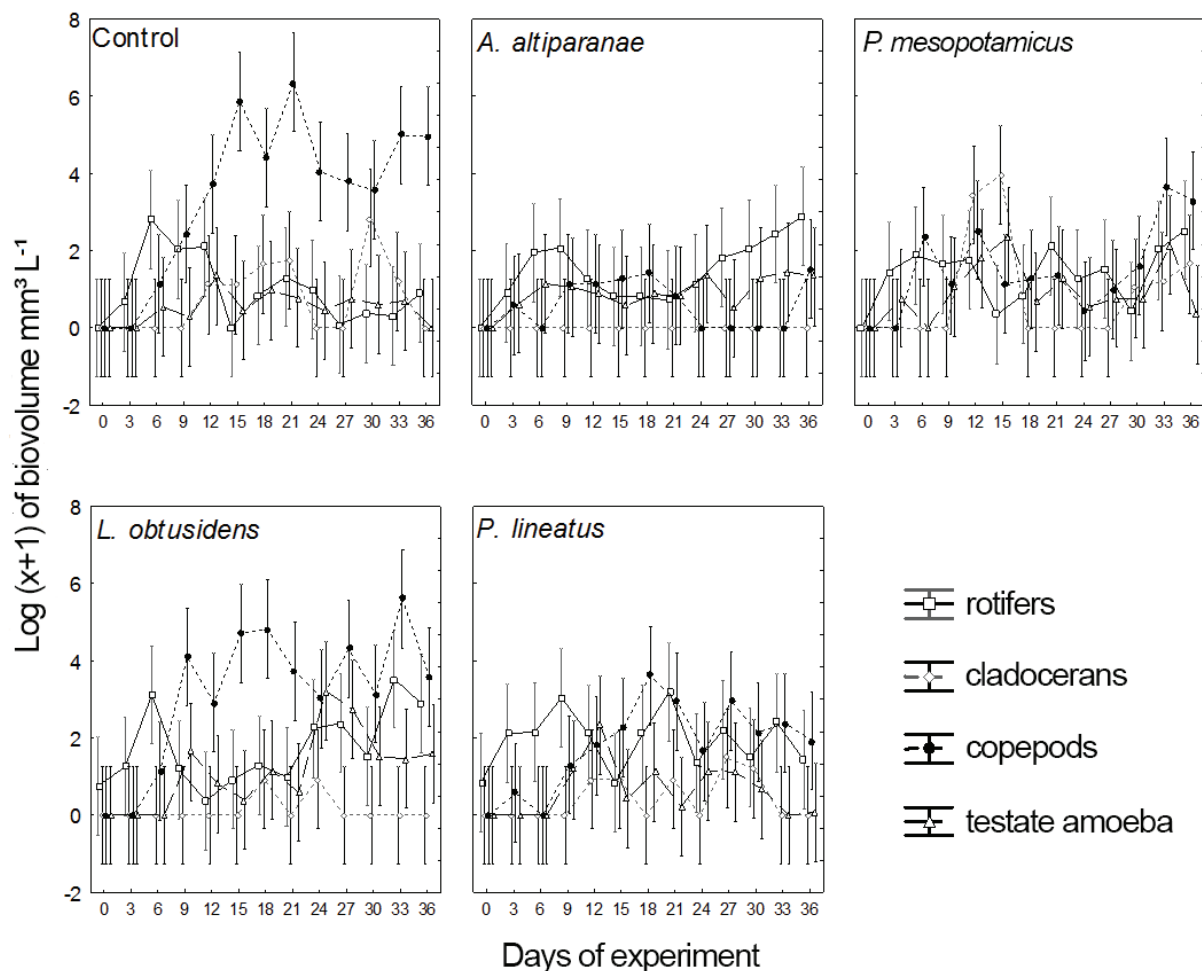 Control
A. altiparanae
P. mesopotamicus
8
6
4
2
0
-2
0 3 6 9 12 15 18 21 24 27 30 33 36
0 3 6 9 12 15 18 21 24 27 30 33 36
0 3 6 9 12 15 18 21 24 27 30 33 36
Log (x+1) of biovolume mm³ L⁻¹
L. obtusidens
P. lineatus
8
6
4
2
0
-2
0 3 6 9 12 15 18 21 24 27 30 33 36
0 3 6 9 12 15 18 21 24 27 30 33 36
rotifers
cladocerans
copepods
testate amoeba
Days of experiment